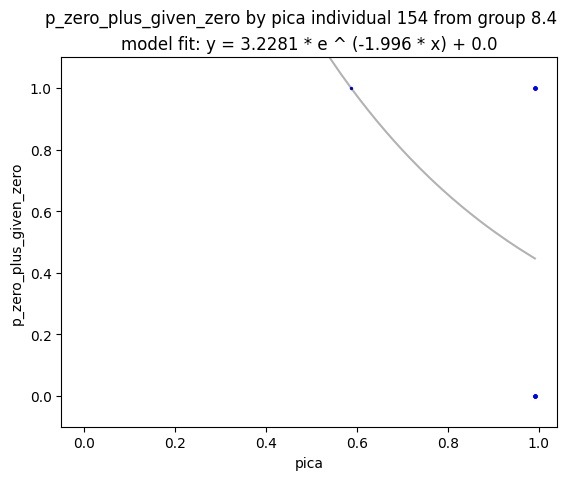 p_zero_plus_given_zero by pica individual 154 from group 8.4
model fit: y = 3.2281 * e ^ (-1.996 * x) + 0.0
1.0
0.8
0.6
0.4
0.2
0.0
p_zero_plus_given_zero
0.0 0.2 0.4 0.6 0.8 1.0
pica